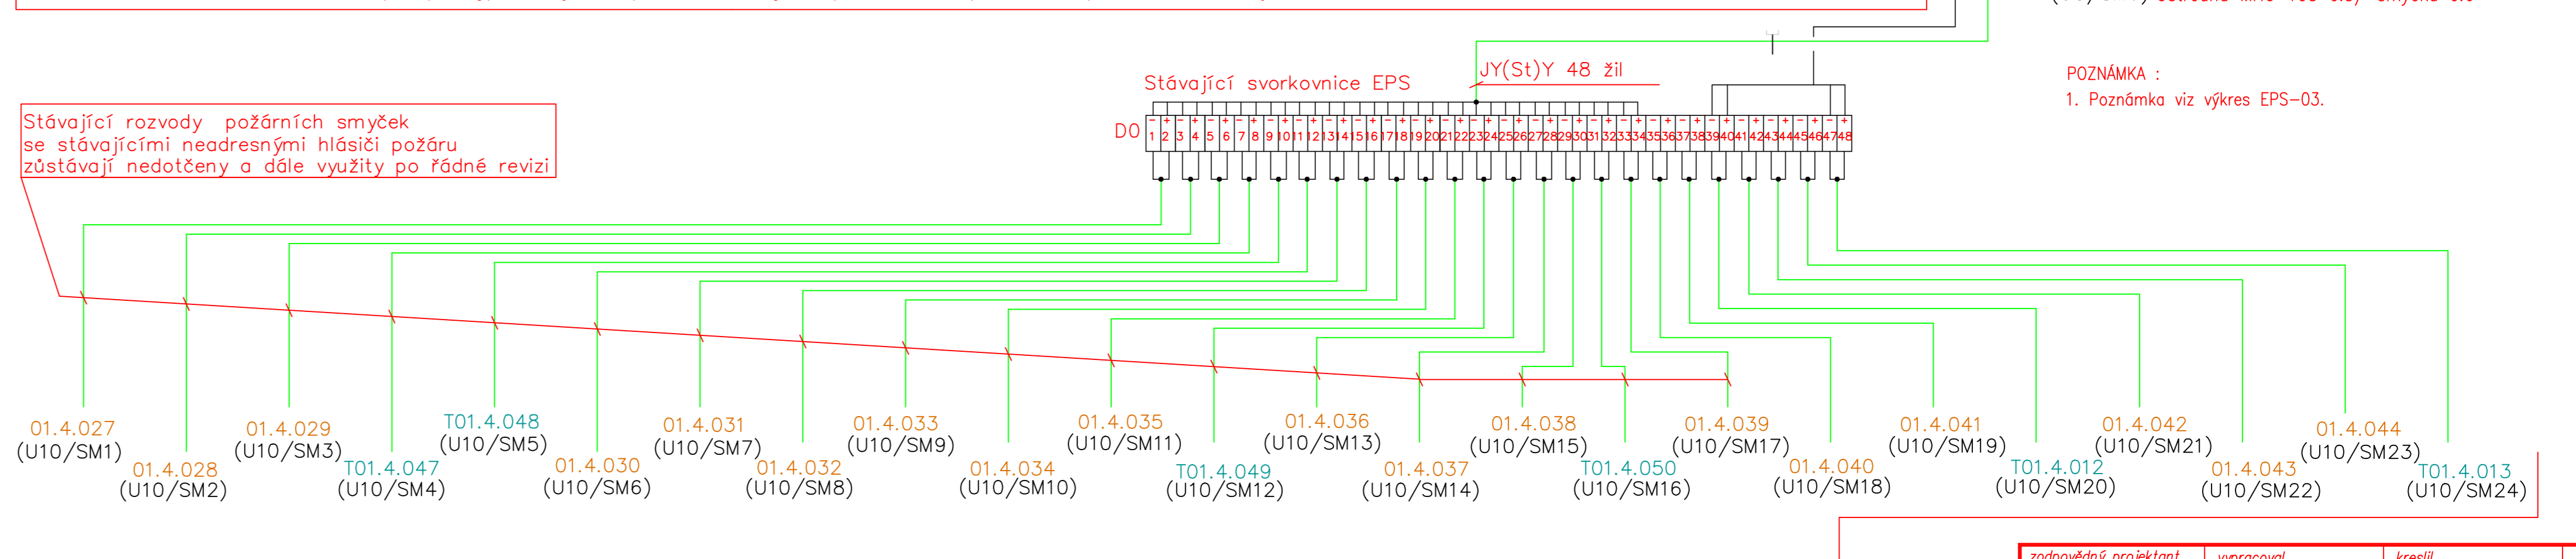 POZNÁMKA :
1. Poznámka viz výkres EPS-03.
JY(St)Y 48 žil
Stávající svorkovnice EPS
D0
- + - + - + - + - + - + - + - + - + - + - + - + - + - + - + - + - + - + - + - + - + - + - + - +
1 2 3 4 5 6 7 8 9 10 11 12 13 14 15 16 17 18 19 20 21 22 23 24 25 26 27 28 29 30 31 32 33 34 35 36 37 38 39 40 41 42 43 44 45 46 47 48
Stávající rozvody požárních smyček
se stávajícími neadresnými hlásiči požáru
zůstávají nedotčeny a dále využity po řádné revizi
01.4.027
(U10/SM1)
01.4.028
(U10/SM2)
01.4.029
(U10/SM3)
T01.4.047
(U10/SM4)
T01.4.048
(U10/SM5)
01.4.030
(U10/SM6)
01.4.031
(U10/SM7)
01.4.032
(U10/SM8)
01.4.033
(U10/SM9)
01.4.034
(U10/SM10)
01.4.035
(U10/SM11)
T01.4.049
(U10/SM12)
01.4.036
(U10/SM13)
01.4.037
(U10/SM14)
01.4.038
(U10/SM15)
T01.4.050
(U10/SM16)
01.4.039
(U10/SM17)
01.4.040
(U10/SM18)
01.4.041
(U10/SM19)
T01.4.012
(U10/SM20)
01.4.042
(U10/SM21)
01.4.043
(U10/SM22)
01.4.044
(U10/SM23)
T01.4.013
(U10/SM24)
zodpovědný projektant
vypracoval
kreslil